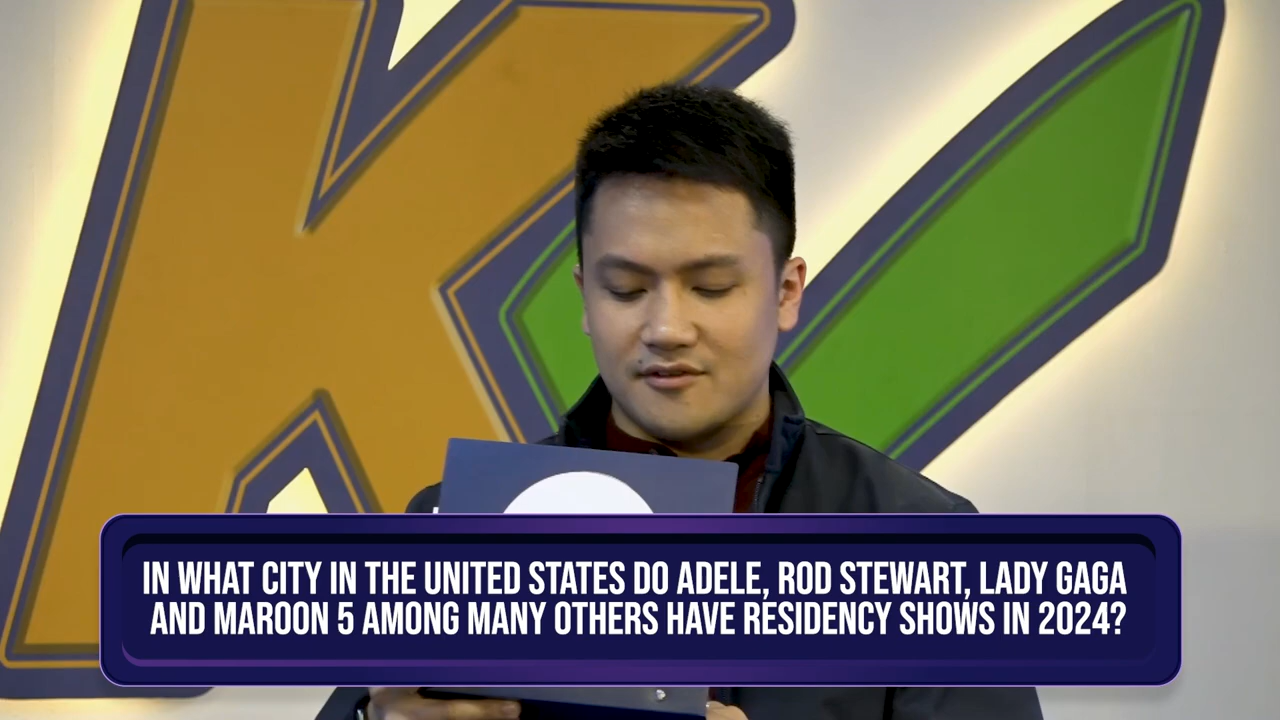 K
IN WHAT CITY IN THE UNITED STATES DO ADELE, ROD STEWART, LADY GAGA
AND MAROON 5 AMONG MANY OTHERS HAVE RESIDENCY SHOWS IN 2024?